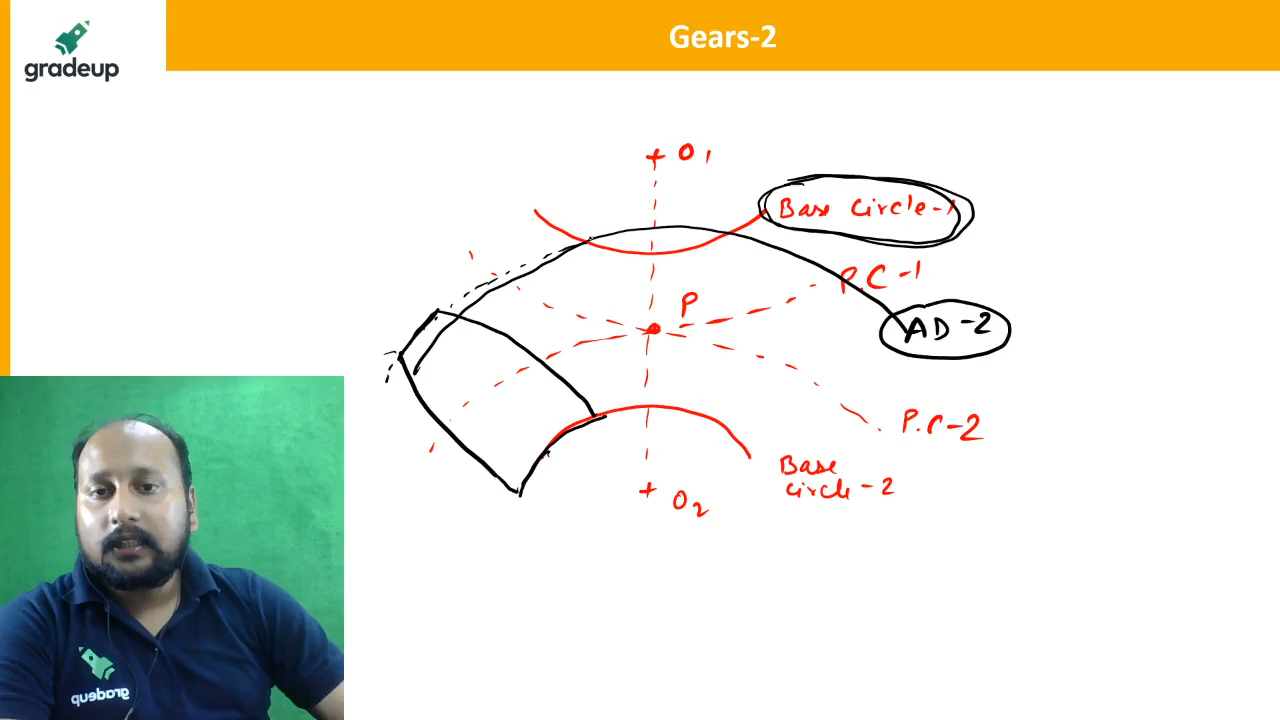 Gears-2
gradeup
O1
Base Circle-1
P.C-1
P
AD-2
P.C-2
Base
circle-2
O2
gradeup